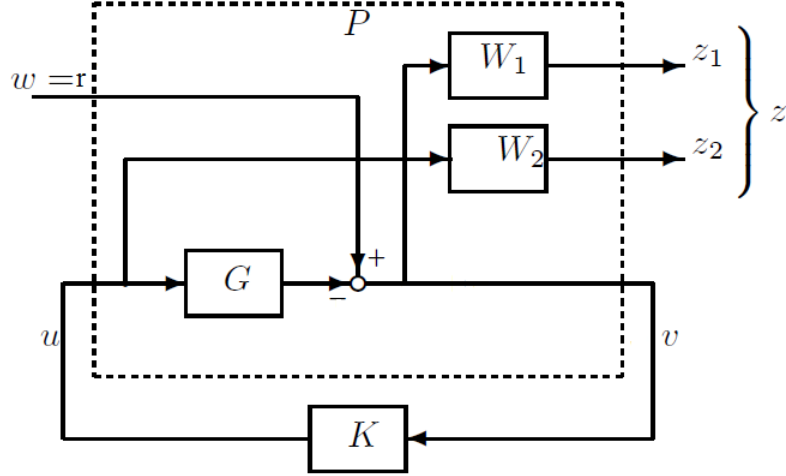 P
W₁
z₁
w = r
z
W₂
z₂
+
G
−
u
v
K